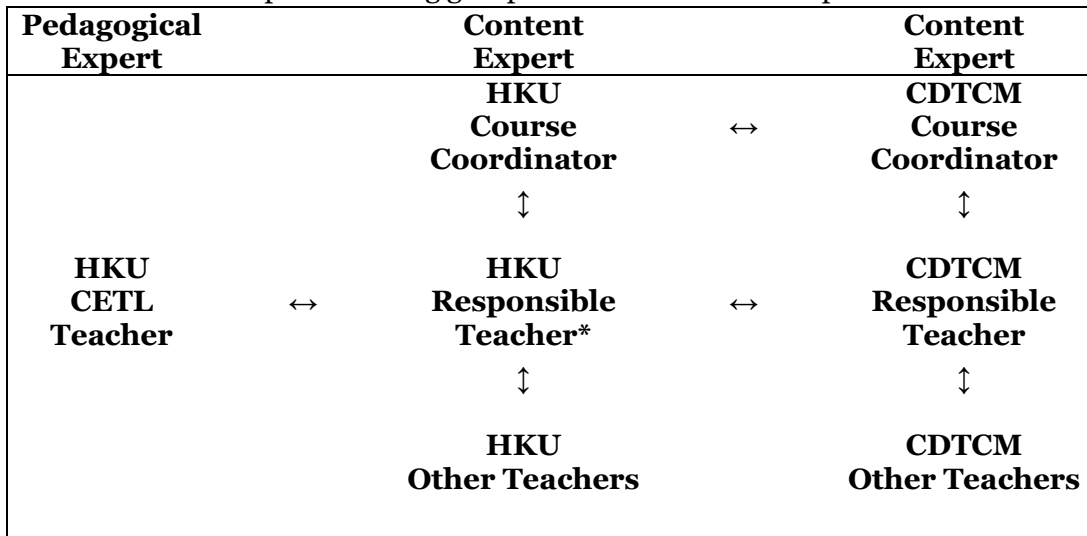 Pedagogical Content Content
Expert Expert Expert
HKU CDTCM
Course ↔ Course
Coordinator Coordinator
↕ ↕
HKU HKU CDTCM
CETL ↔ Responsible ↔ Responsible
Teacher Teacher* Teacher
↕ ↕
HKU CDTCM
Other Teachers Other Teachers